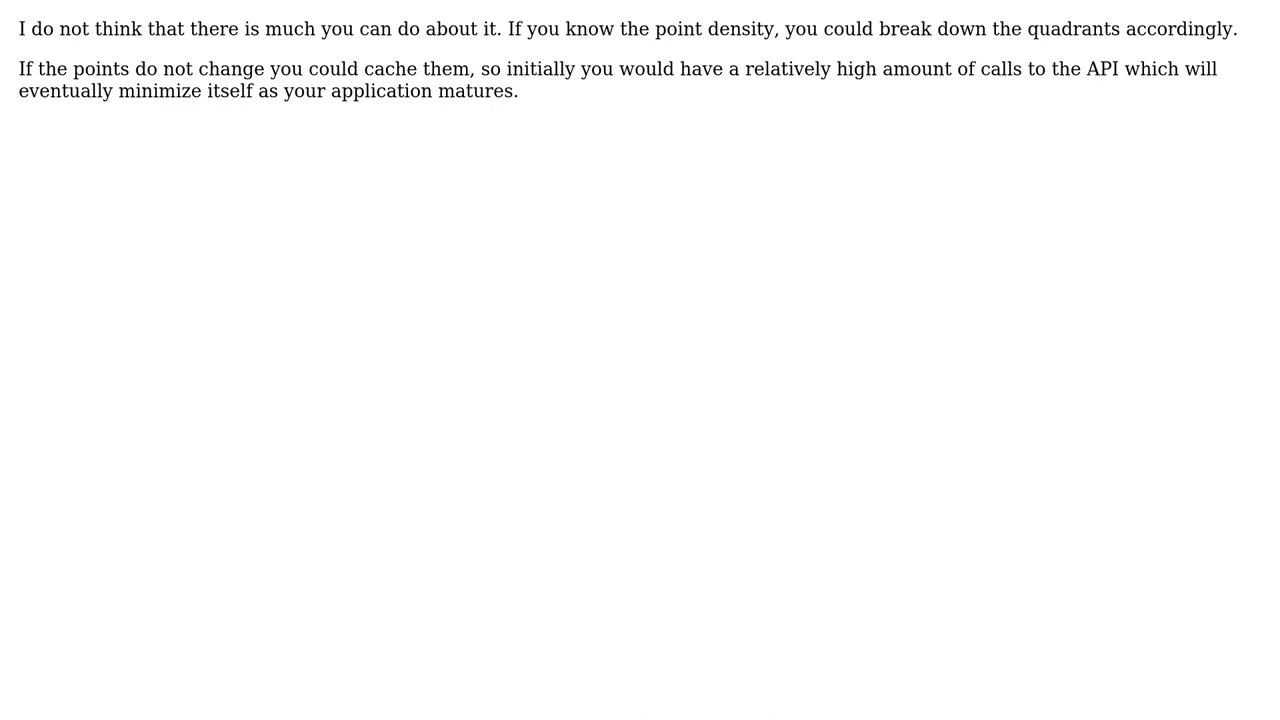 I do not think that there is much you can do about it. If you know the point density, you could break down the quadrants accordingly.
If the points do not change you could cache them, so initially you would have a relatively high amount of calls to the API which will
eventually minimize itself as your application matures.